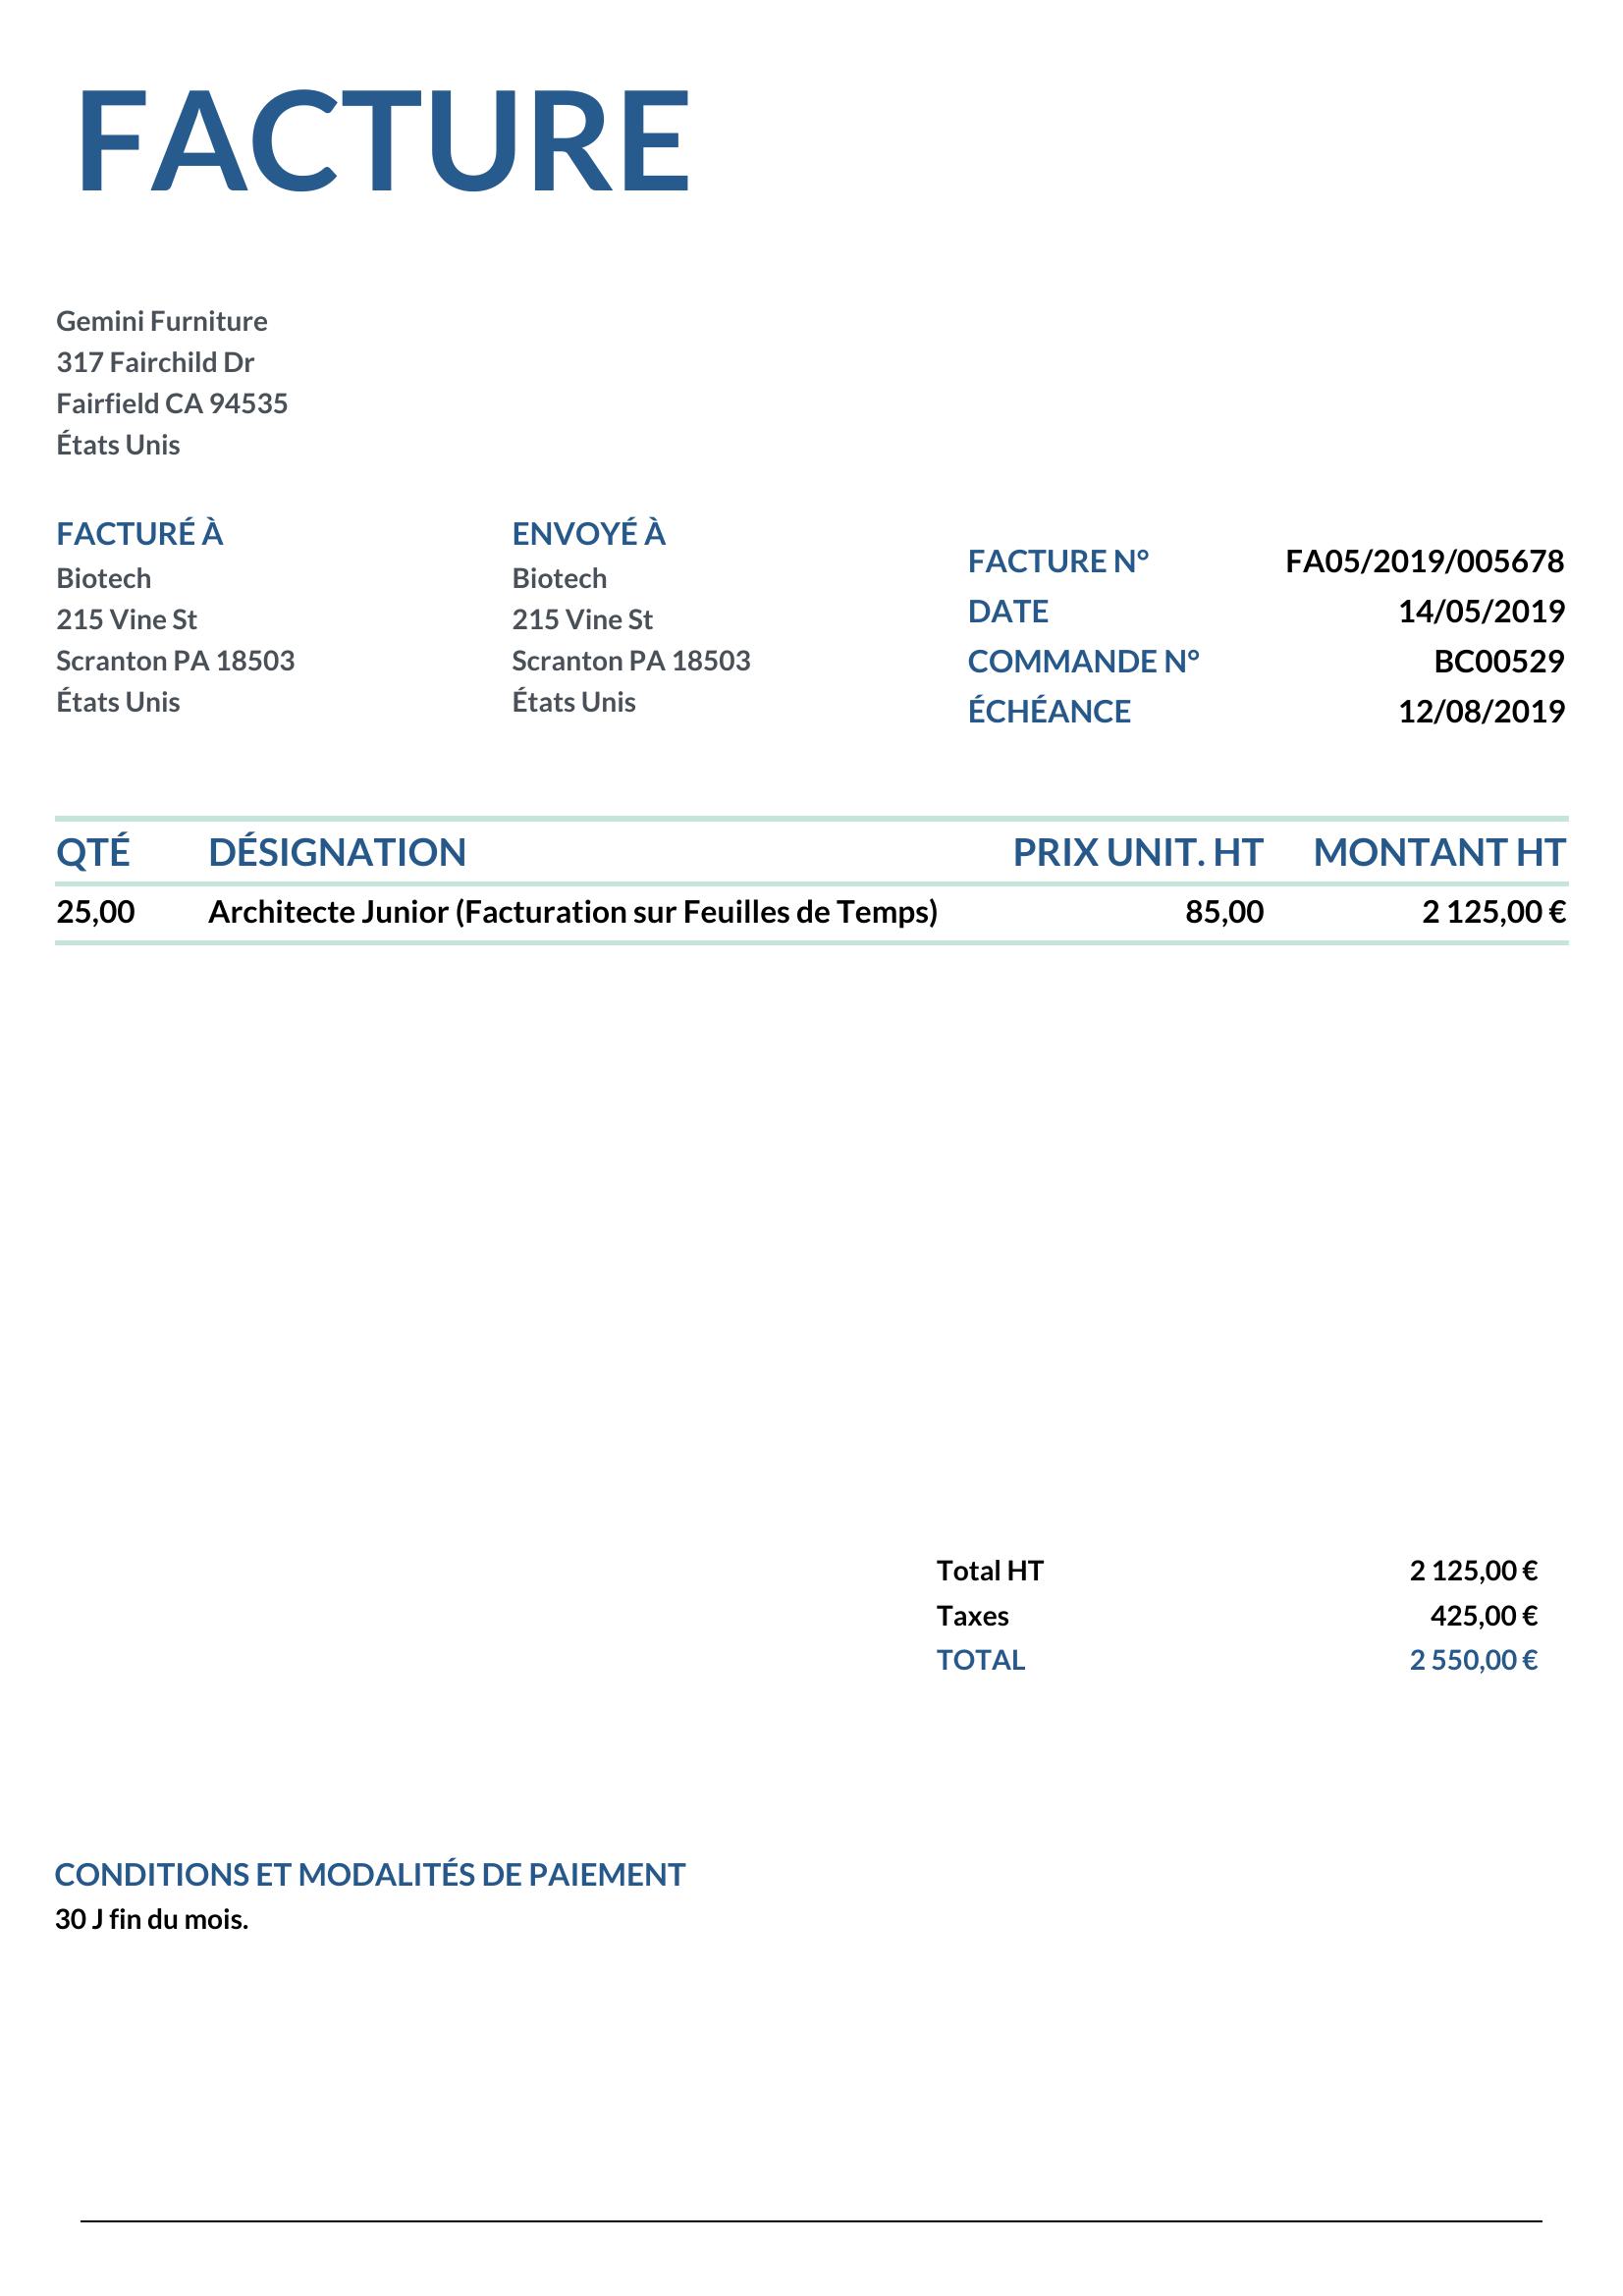 FACTURE
Gemini Furniture
317 Fairchild Dr
Fairfield CA 94535
États Unis
FACTURÉ À
Biotech
215 Vine St
Scranton PA 18503
États Unis
ENVOYÉ À
Biotech
215 Vine St
Scranton PA 18503
États Unis
FACTURE N° FA05/2019/005678
DATE 14/05/2019
COMMANDE N° BC00529
ÉCHÉANCE 12/08/2019
QTÉ DÉSIGNATION PRIX UNIT. HT MONTANT HT
25,00 Architecte Junior (Facturation sur Feuilles de Temps) 85,00 2 125,00 €
Total HT 2 125,00 €
Taxes 425,00 €
TOTAL 2 550,00 €
CONDITIONS ET MODALITÉS DE PAIEMENT
30 J fin du mois.